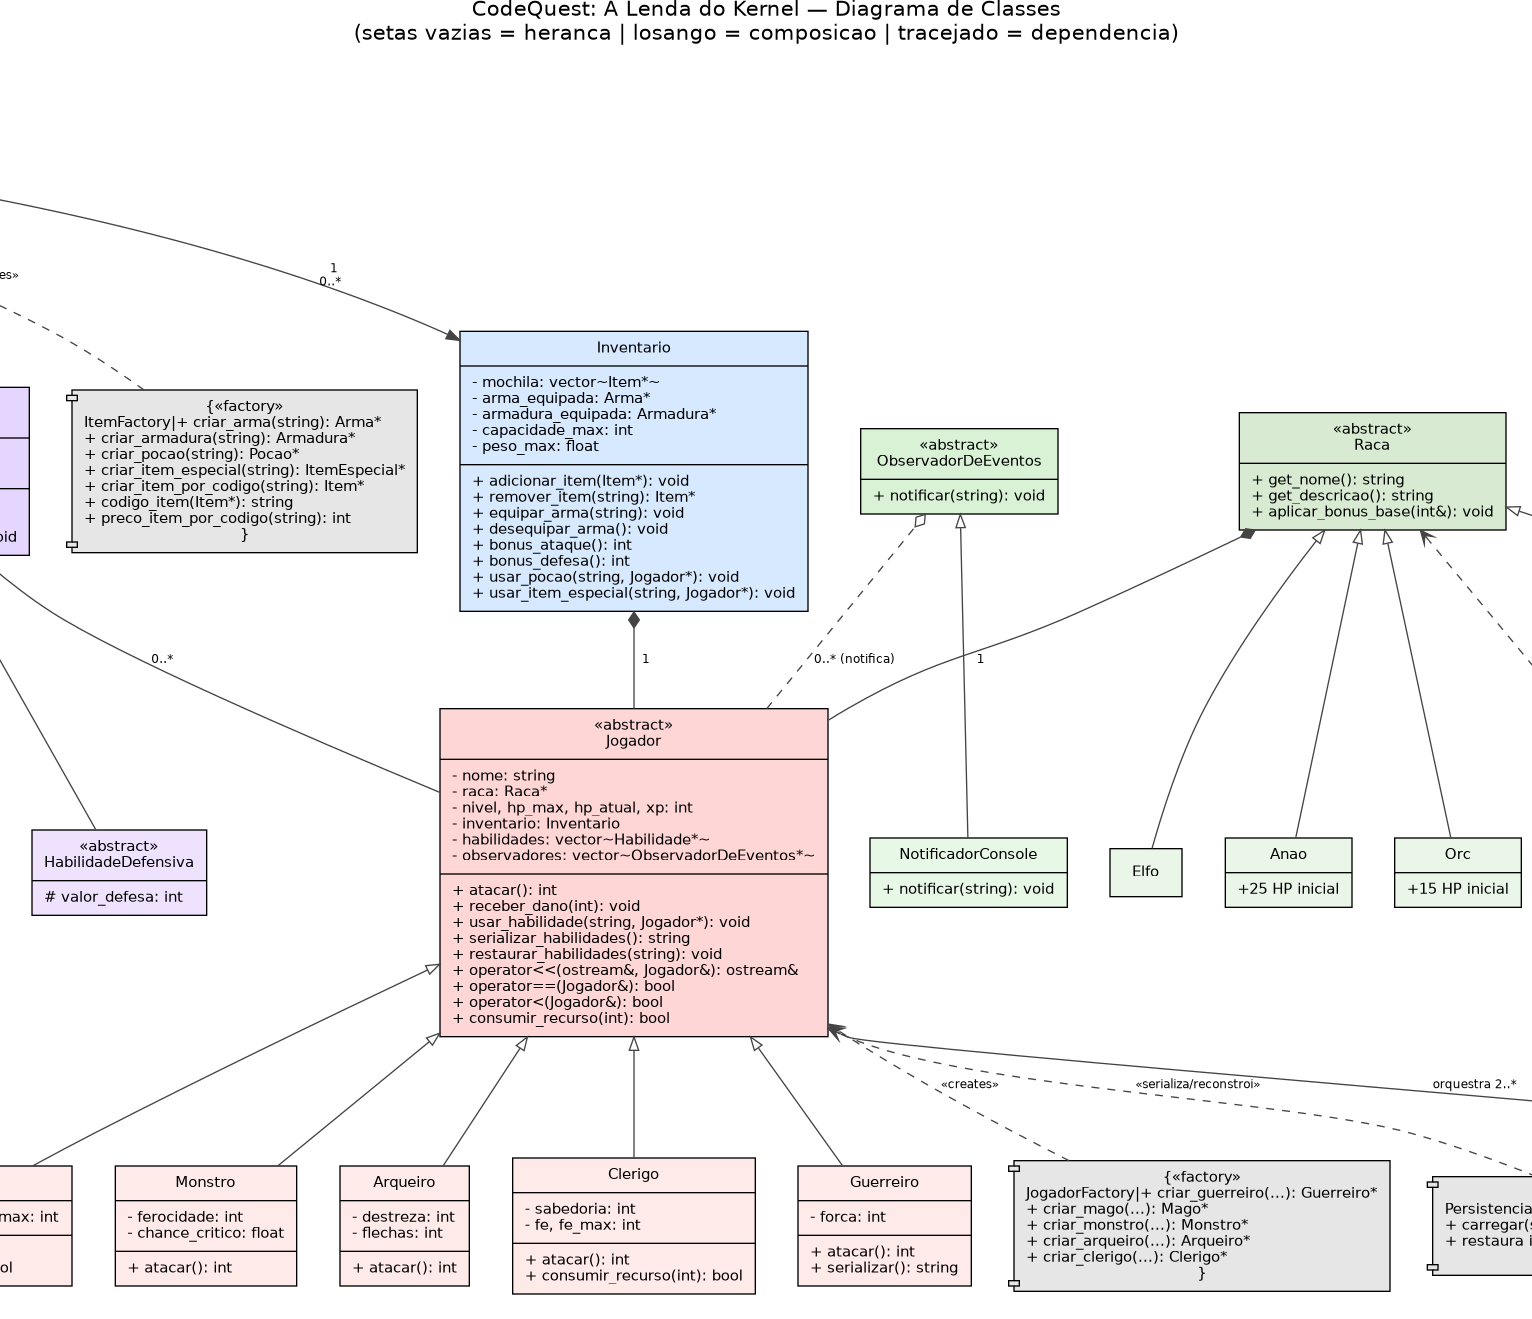 CodeQuest: A Lenda do Kernel — Diagrama de Classes
(setas vazias = heranca | losango = composicao | tracejado = dependencia)
1
0..*
es»
{«factory»
ItemFactory|+ criar_arma(string): Arma*
+ criar_armadura(string): Armadura*
+ criar_pocao(string): Pocao*
+ criar_item_especial(string): ItemEspecial*
+ criar_item_por_codigo(string): Item*
+ codigo_item(Item*): string
+ preco_item_por_codigo(string): int
}
oid
Inventario
- mochila: vector~Item*~
- arma_equipada: Arma*
- armadura_equipada: Armadura*
- capacidade_max: int
- peso_max: float
+ adicionar_item(Item*): void
+ remover_item(string): Item*
+ equipar_arma(string): void
+ desequipar_arma(): void
+ bonus_ataque(): int
+ bonus_defesa(): int
+ usar_pocao(string, Jogador*): void
+ usar_item_especial(string, Jogador*): void
«abstract»
ObservadorDeEventos
+ notificar(string): void
«abstract»
Raca
+ get_nome(): string
+ get_descricao(): string
+ aplicar_bonus_base(int&): void
0..*
1
0..* (notifica)
1
«abstract»
HabilidadeDefensiva
# valor_defesa: int
«abstract»
Jogador
- nome: string
- raca: Raca*
- nivel, hp_max, hp_atual, xp: int
- inventario: Inventario
- habilidades: vector~Habilidade*~
- observadores: vector~ObservadorDeEventos*~
+ atacar(): int
+ receber_dano(int): void
+ usar_habilidade(string, Jogador*): void
+ serializar_habilidades(): string
+ restaurar_habilidades(string): void
+ operator<<(ostream&, Jogador&): ostream&
+ operator==(Jogador&): bool
+ operator<(Jogador&): bool
+ consumir_recurso(int): bool
NotificadorConsole
+ notificar(string): void
Elfo
Anao
+25 HP inicial
Orc
+15 HP inicial
«creates»
«serializa/reconstroi»
orquestra 2..*
max: int
ol
Monstro
- ferocidade: int
- chance_critico: float
+ atacar(): int
Arqueiro
- destreza: int
- flechas: int
+ atacar(): int
Clerigo
- sabedoria: int
- fe, fe_max: int
+ atacar(): int
+ consumir_recurso(int): bool
Guerreiro
- forca: int
+ atacar(): int
+ serializar(): string
{«factory»
JogadorFactory|+ criar_guerreiro(...): Guerreiro*
+ criar_mago(...): Mago*
+ criar_monstro(...): Monstro*
+ criar_arqueiro(...): Arqueiro*
+ criar_clerigo(...): Clerigo*
}
Persistencia
+ carregar(s
+ restaura i